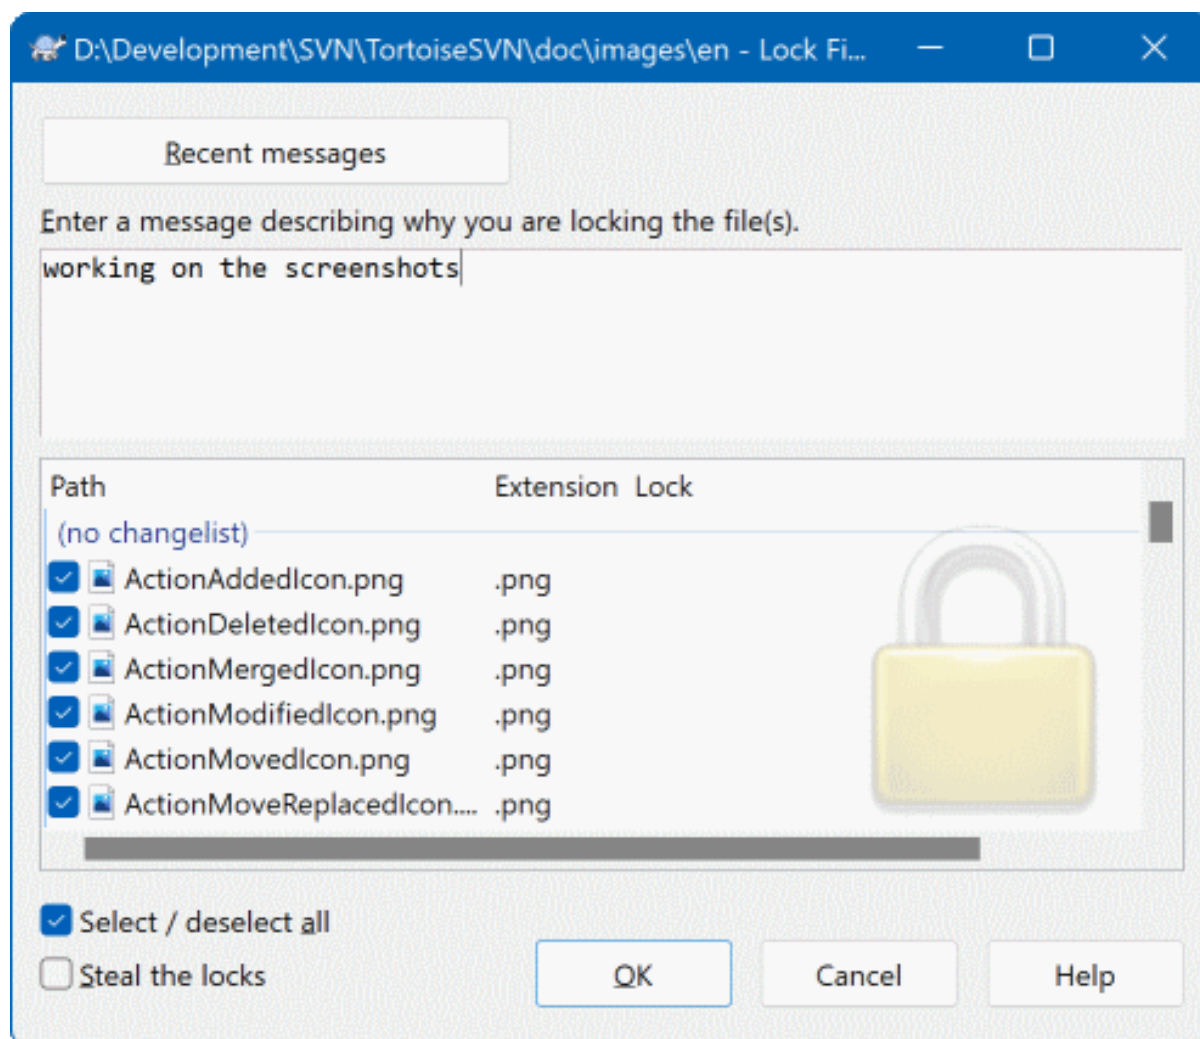 D:\Development\SVN\TortoiseSVN\doc\images\en - Lock Fi...
Recent messages
Enter a message describing why you are locking the file(s).
working on the screenshots
Path Extension Lock
(no changelist)
ActionAddedIcon.png .png
ActionDeletedIcon.png .png
ActionMergedIcon.png .png
ActionModifiedIcon.png .png
ActionMovedIcon.png .png
ActionMoveReplacedIcon.... .png
Select / deselect all
Steal the locks
OK Cancel Help